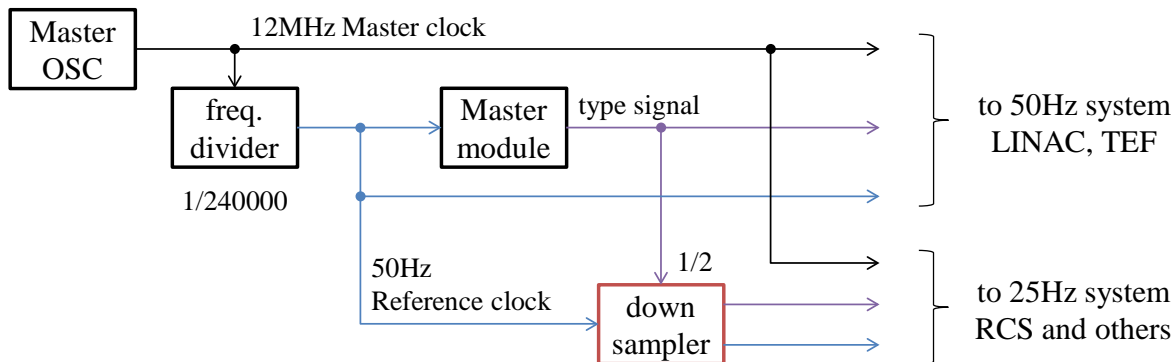 Master
OSC
12MHz Master clock
freq.
divider
1/240000
Master
module
type signal
to 50Hz system
LINAC, TEF
50Hz
Reference clock
1/2
down
sampler
to 25Hz system
RCS and others